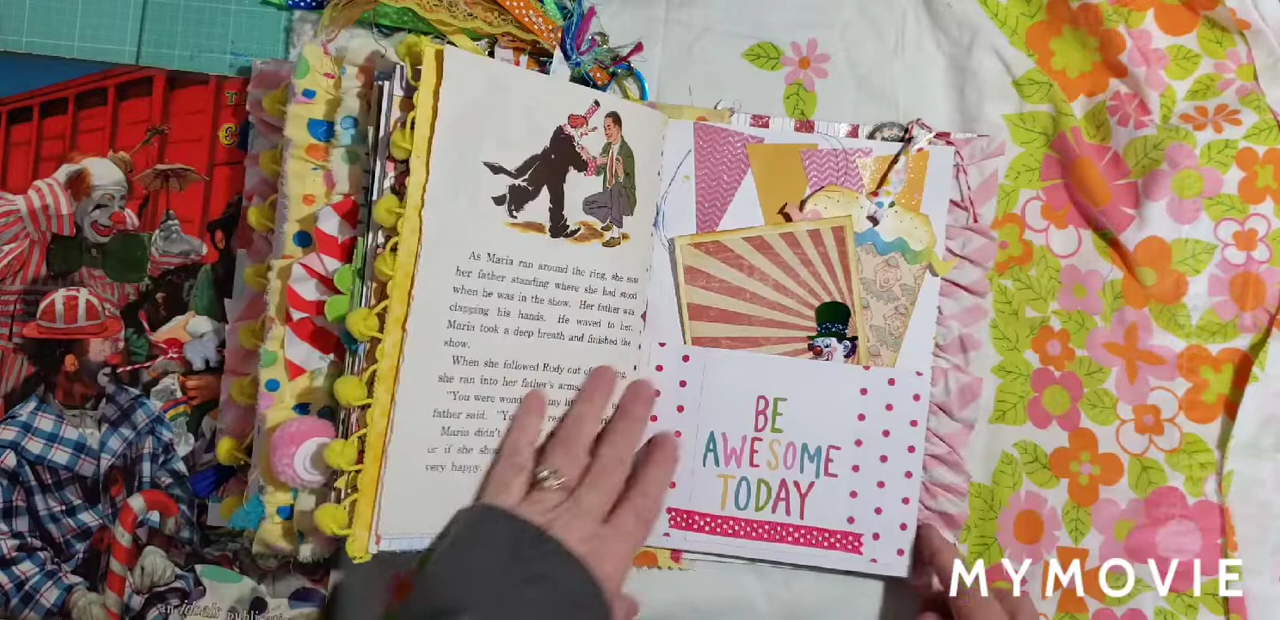 As Maria ran around the ring, she saw
her father standing where she had stood
when he was in the show. Her father was
clapping his hands. He waved to her.
Maria took a deep breath and finished the
show.
When she followed Rudy out of
she ran into her father's arms.
"You were
father said.
Maria didn't
or if she
very happy.
BE
AWESOME
TODAY
an ideals
MYMOVIE